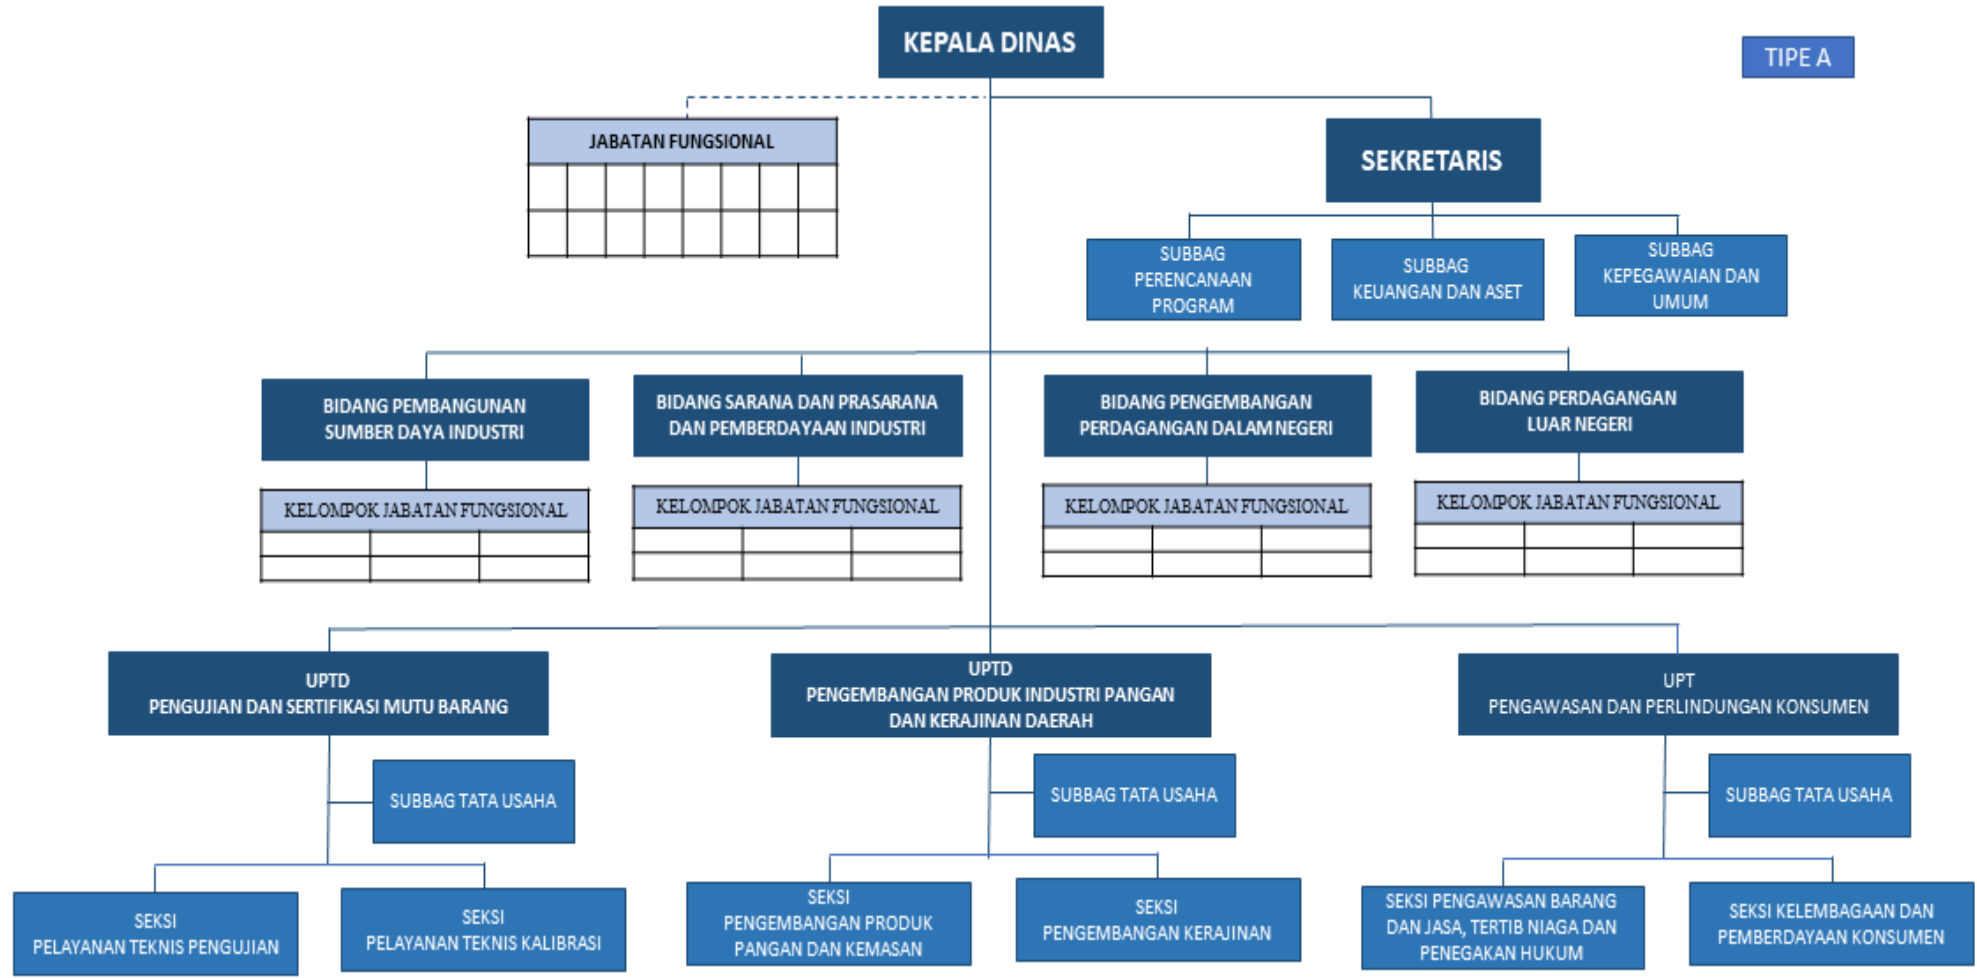 KEPALA DINAS
TIPE A
JABATAN FUNGSIONAL
SEKRETARIS
SUBBAG
PERENCANAAN
PROGRAM
SUBBAG
KEUANGAN DAN ASET
SUBBAG
KEPEGAWAIAN DAN
UMUM
BIDANG PEMBANGUNAN
SUMBER DAYA INDUSTRI
BIDANG SARANA DAN PRASARANA
DAN PEMBERDAYAAN INDUSTRI
BIDANG PENGEMBANGAN
PERDAGANGAN DALAM NEGERI
BIDANG PERDAGANGAN
LUAR NEGERI
KELOMPOK JABATAN FUNGSIONAL
KELOMPOK JABATAN FUNGSIONAL
KELOMPOK JABATAN FUNGSIONAL
KELOMPOK JABATAN FUNGSIONAL
UPTD
PENGUJIAN DAN SERTIFIKASI MUTU BARANG
UPTD
PENGEMBANGAN PRODUK INDUSTRI PANGAN
DAN KERAJINAN DAERAH
UPT
PENGAWASAN DAN PERLINDUNGAN KONSUMEN
SUBBAG TATA USAHA
SUBBAG TATA USAHA
SUBBAG TATA USAHA
SEKSI
PELAYANAN TEKNIS PENGUJIAN
SEKSI
PELAYANAN TEKNIS KALIBRASI
SEKSI
PENGEMBANGAN PRODUK
PANGAN DAN KEMASAN
SEKSI
PENGEMBANGAN KERAJINAN
SEKSI PENGAWASAN BARANG
DAN JASA, TERTIB NIAGA DAN
PENEGAKAN HUKUM
SEKSI KELEMBAGAAN DAN
PEMBERDAYAAN KONSUMEN